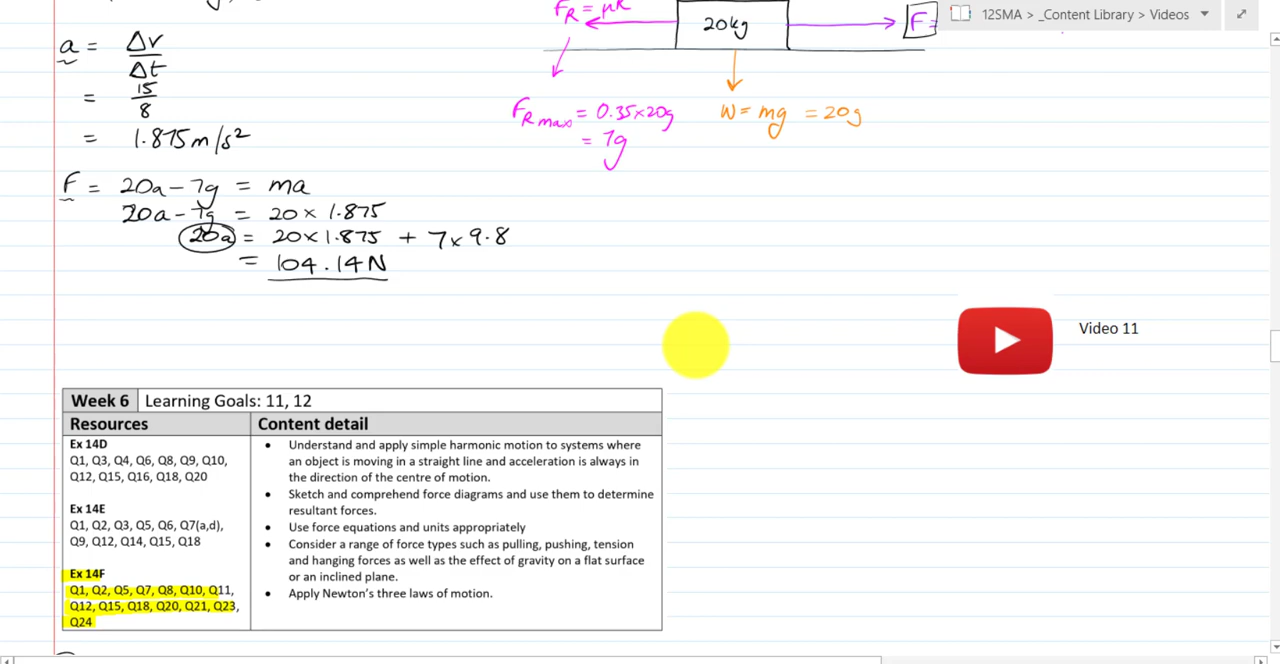 F_R = μR
20kg
F =
12SMA > _Content Library > Videos
a = Δv/Δt
= 15/8
= 1.875 m/s²
F_R max = 0.35×20g
= 7g
W = mg = 20g
F = 20a - 7g = ma
20a - 7g = 20 × 1.875
20a = 20×1.875 + 7×9.8
= 104.14N
Video 11
Week 6 Learning Goals: 11, 12
Resources Content detail
Ex 14D
Q1, Q3, Q4, Q6, Q8, Q9, Q10,
Q12, Q15, Q16, Q18, Q20
Ex 14E
Q1, Q2, Q3, Q5, Q6, Q7(a,d),
Q9, Q12, Q14, Q15, Q18
Ex 14F
Q1, Q2, Q5, Q7, Q8, Q10, Q11,
Q12, Q15, Q18, Q20, Q21, Q23,
Q24
• Understand and apply simple harmonic motion to systems where
an object is moving in a straight line and acceleration is always in
the direction of the centre of motion.
• Sketch and comprehend force diagrams and use them to determine
resultant forces.
• Use force equations and units appropriately
• Consider a range of force types such as pulling, pushing, tension
and hanging forces as well as the effect of gravity on a flat surface
or an inclined plane.
• Apply Newton's three laws of motion.